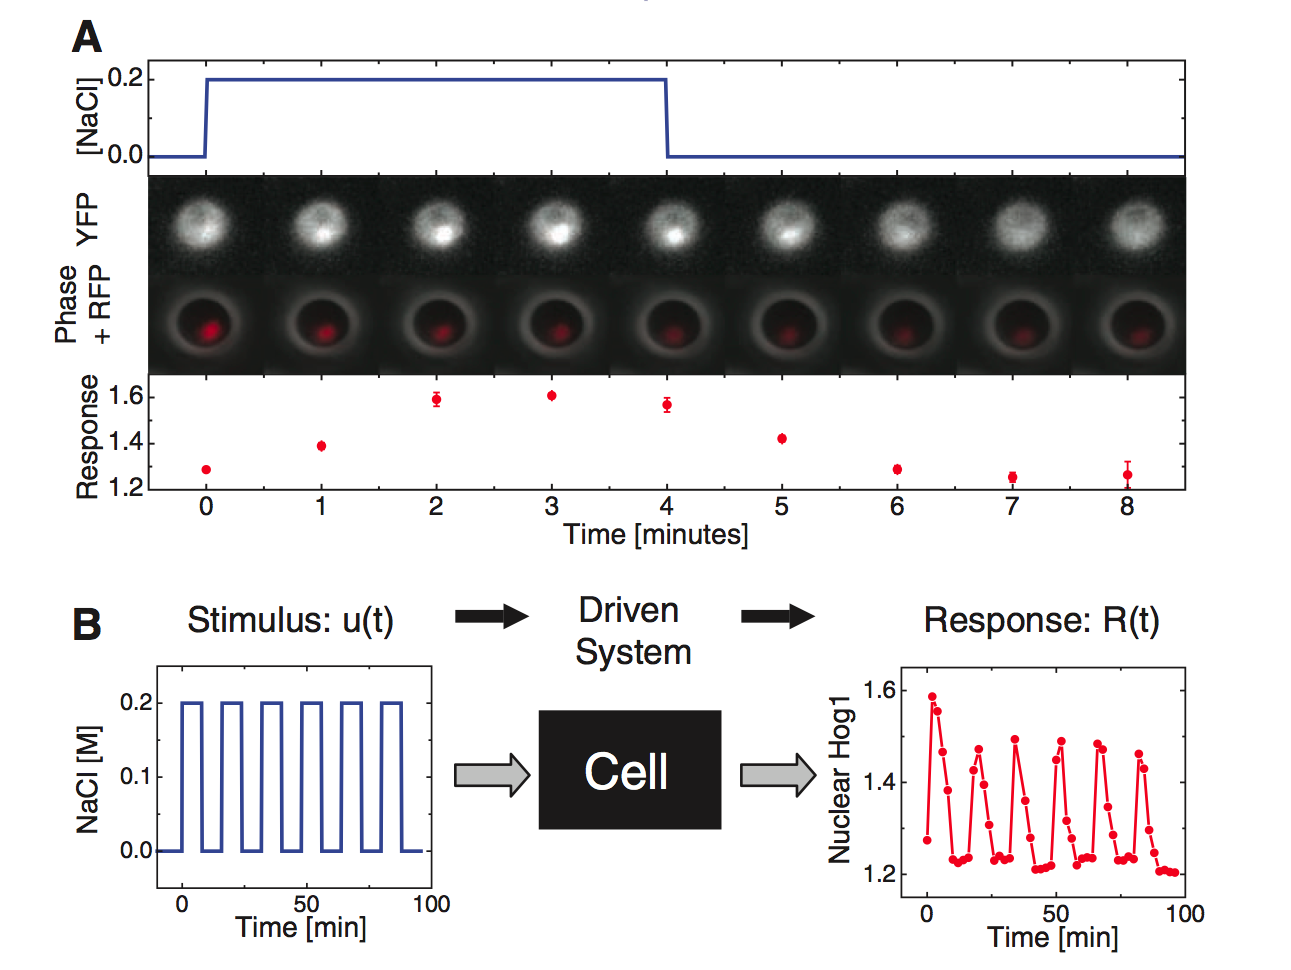 A
[NaCl]
0.2
0.0
YFP
Phase
+ RFP
Response
1.6
1.4
1.2
0 1 2 3 4 5 6 7 8
Time [minutes]
B
Stimulus: u(t)
Driven
System
Response: R(t)
NaCl [M]
0.2
0.1
0.0
0 50 100
Time [min]
Cell
Nuclear Hog1
1.6
1.4
1.2
0 50 100
Time [min]